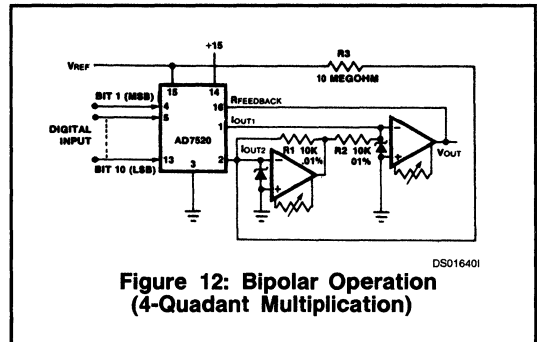 +15
R3
VREF
10 MEGOHM
15
14
BIT 1 (MSB)
4
16
RFEEDBACK
5
IOUT1
1
DIGITAL
INPUT
AD7520
IOUT2
R1 10K
.01%
R2 10K
01%
VOUT
BIT 10 (LSB)
13
3
2
DS01640I
Figure 12: Bipolar Operation
(4-Quadant Multiplication)